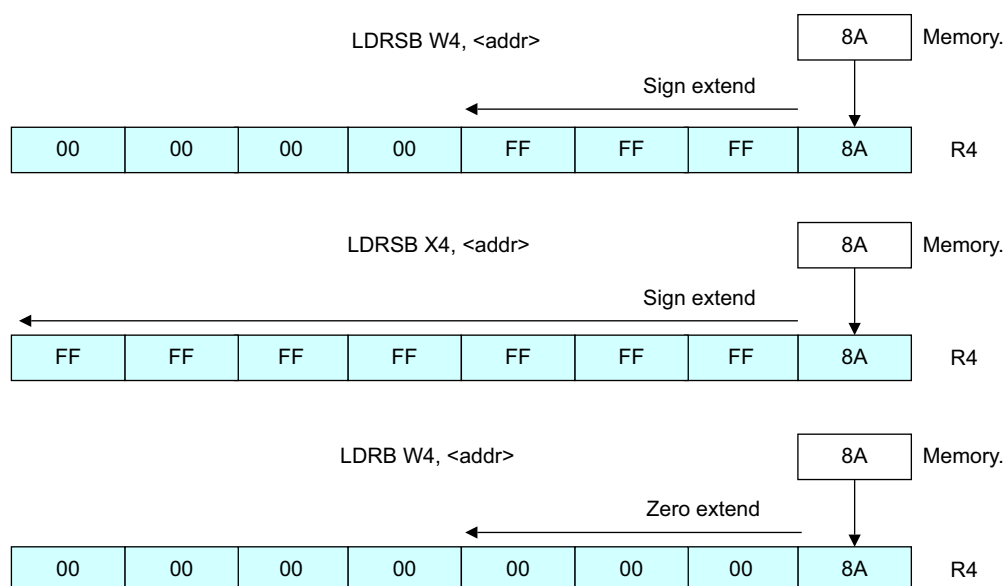 LDRSB W4, <addr> 8A Memory.
Sign extend
00 00 00 00 FF FF FF 8A R4
LDRSB X4, <addr> 8A Memory.
Sign extend
FF FF FF FF FF FF FF 8A R4
LDRB W4, <addr> 8A Memory.
Zero extend
00 00 00 00 00 00 00 8A R4